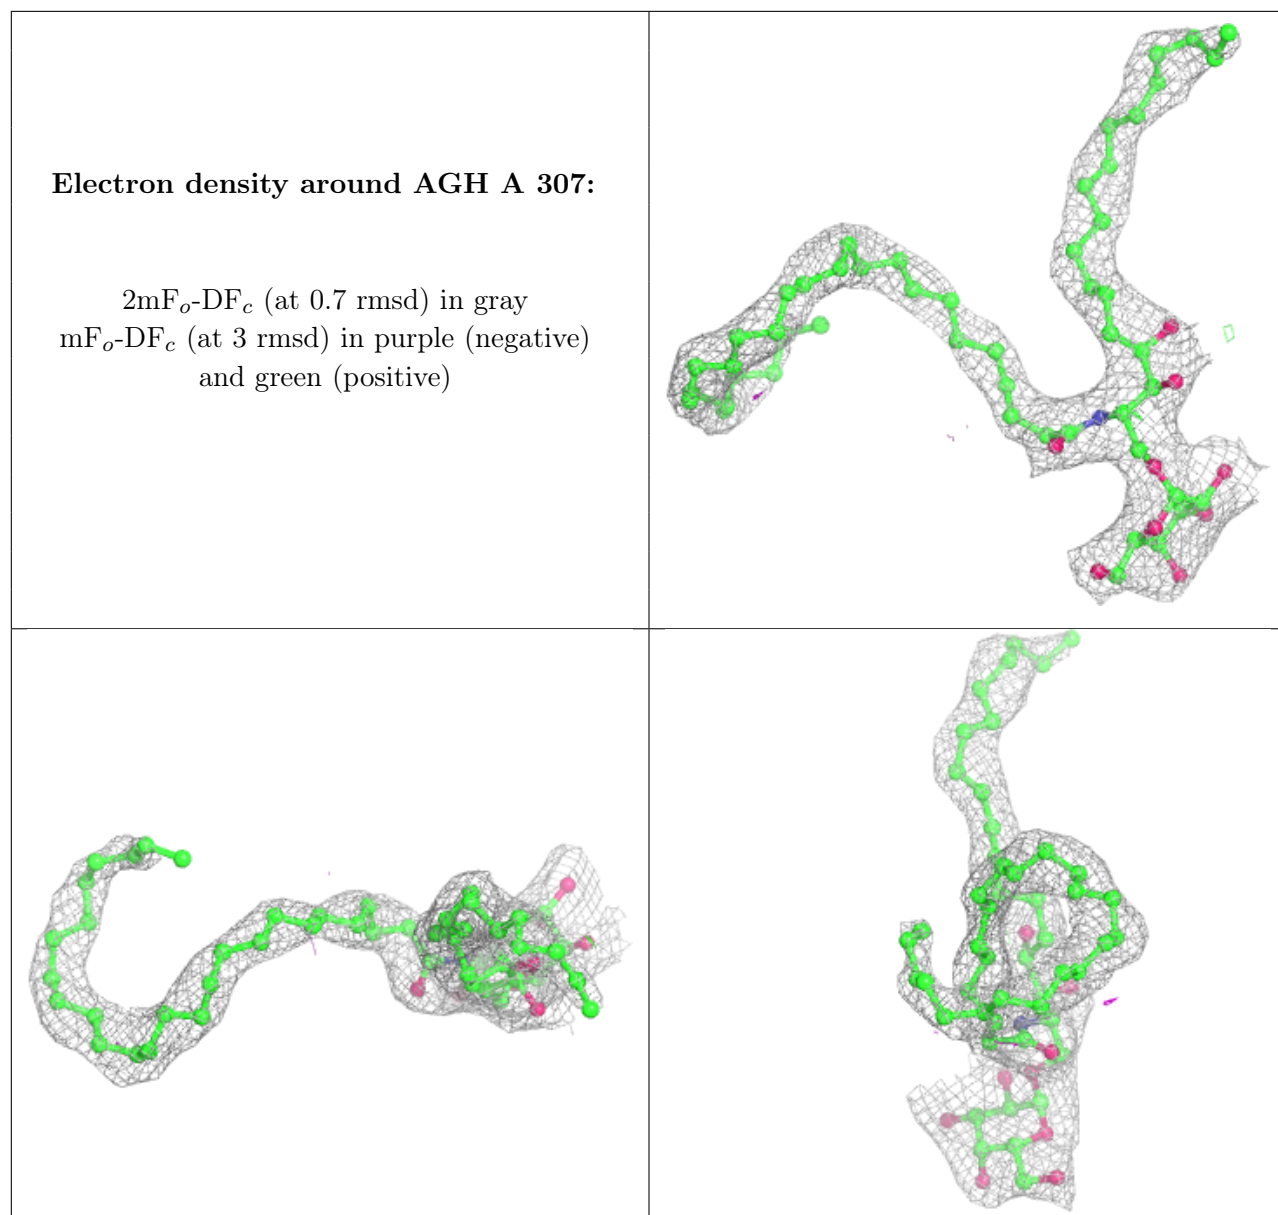 Electron density around AGH A 307:
2mFo-DFc (at 0.7 rmsd) in gray
mFo-DFc (at 3 rmsd) in purple (negative)
and green (positive)